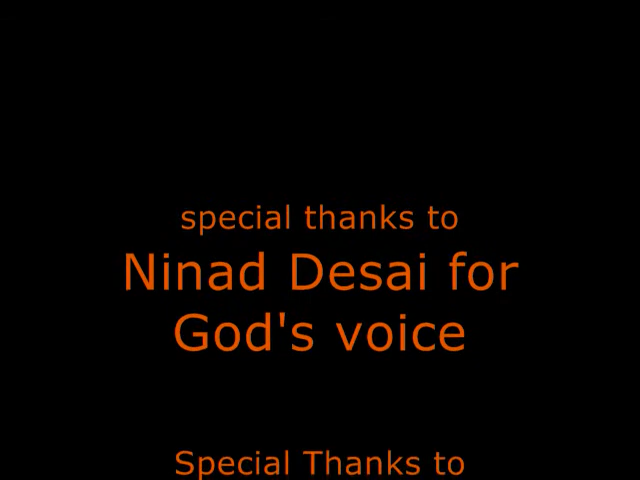 special thanks to
Ninad Desai for
God's voice
Special Thanks to